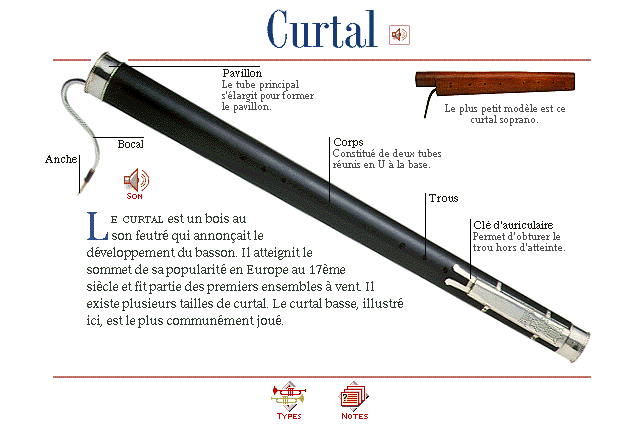 Curtal
Pavillon
Le tube principal
s'élargit pour former
le pavillon.
Le plus petit modèle est ce
curtal soprano.
Bocal
Anche
Corps
Constitué de deux tubes
réunis en U à la base.
Son
Trous
Clé d'auriculaire
Permet d'obturer le
trou hors d'atteinte.
LE CURTAL est un bois au
son feutré qui annonçait le
développement du basson. Il atteignit le
sommet de sa popularité en Europe au 17ème
siècle et fit partie des premiers ensembles à vent. Il
existe plusieurs tailles de curtal. Le curtal basse, illustré
ici, est le plus communément joué.
Types
Notes